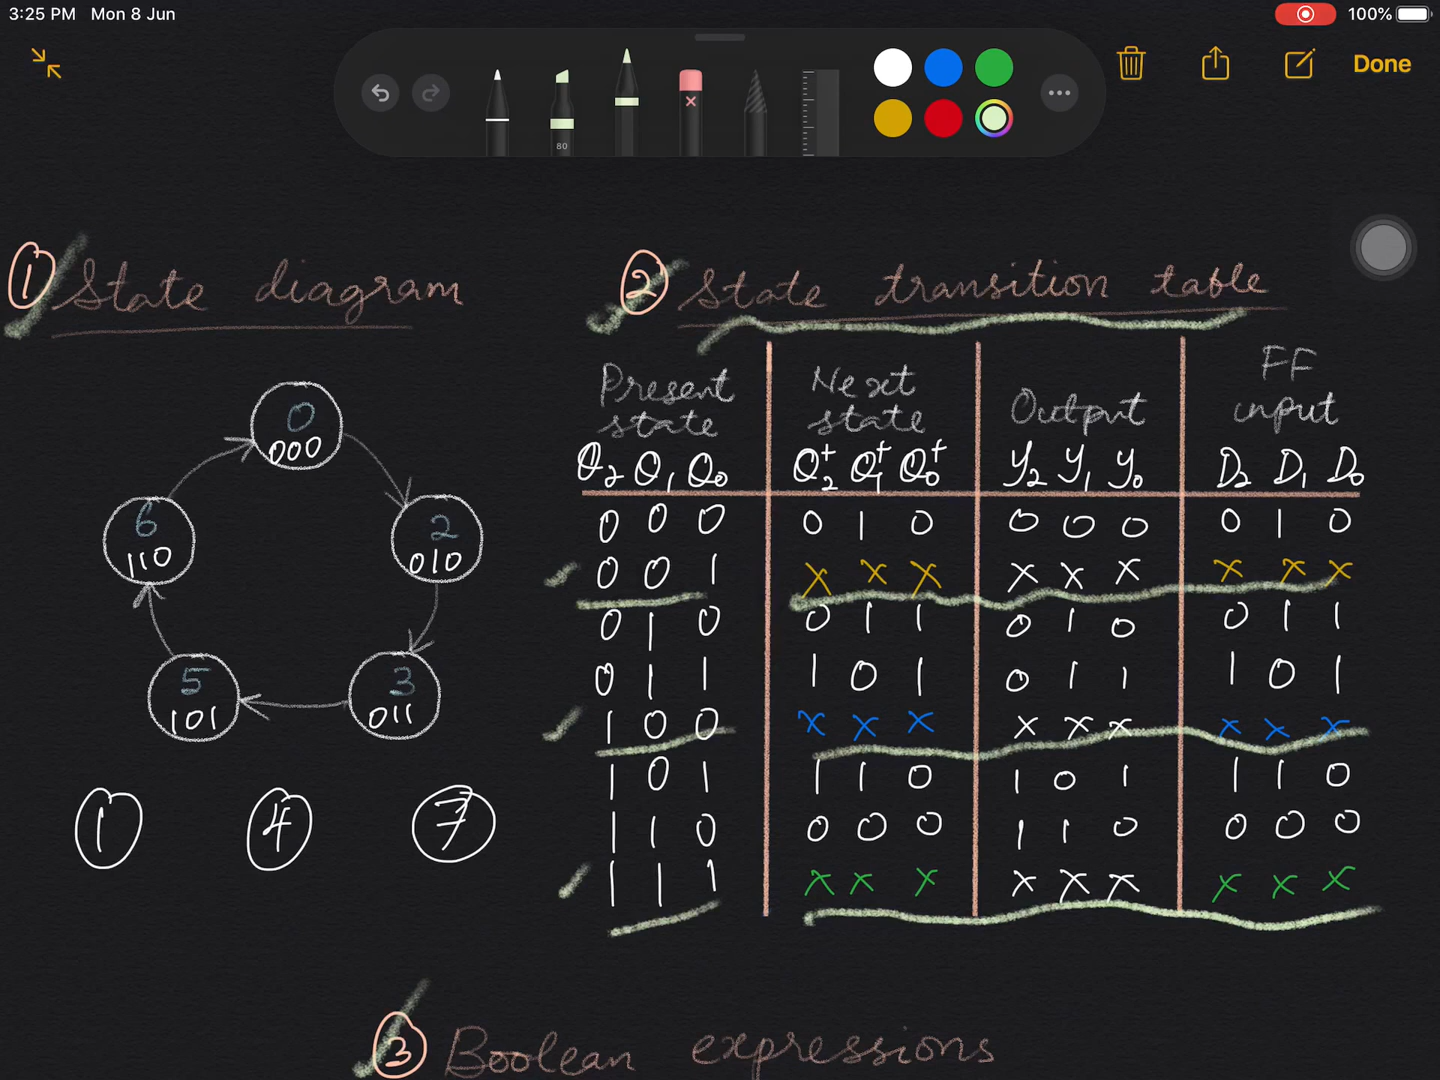 3:25 PM Mon 8 Jun
100%
Done
80
① State diagram
0
000
6
110
2
010
5
101
3
011
1 4 7
② State transition table
Present state Next state Output FF input
Q₂ Q₁ Q₀ Q₂⁺ Q₁⁺ Q₀⁺ Y₂ Y₁ Y₀ D₂ D₁ D₀
0 0 0 0 1 0 0 0 0 0 1 0
0 0 1 X X X X X X X X X
0 1 0 0 1 1 0 1 0 0 1 1
0 1 1 1 0 1 0 1 1 1 0 1
1 0 0 X X X X X X X X X
1 0 1 1 1 0 1 0 1 1 1 0
1 1 0 0 0 0 1 1 0 0 0 0
1 1 1 X X X X X X X X X
③ Boolean expressions